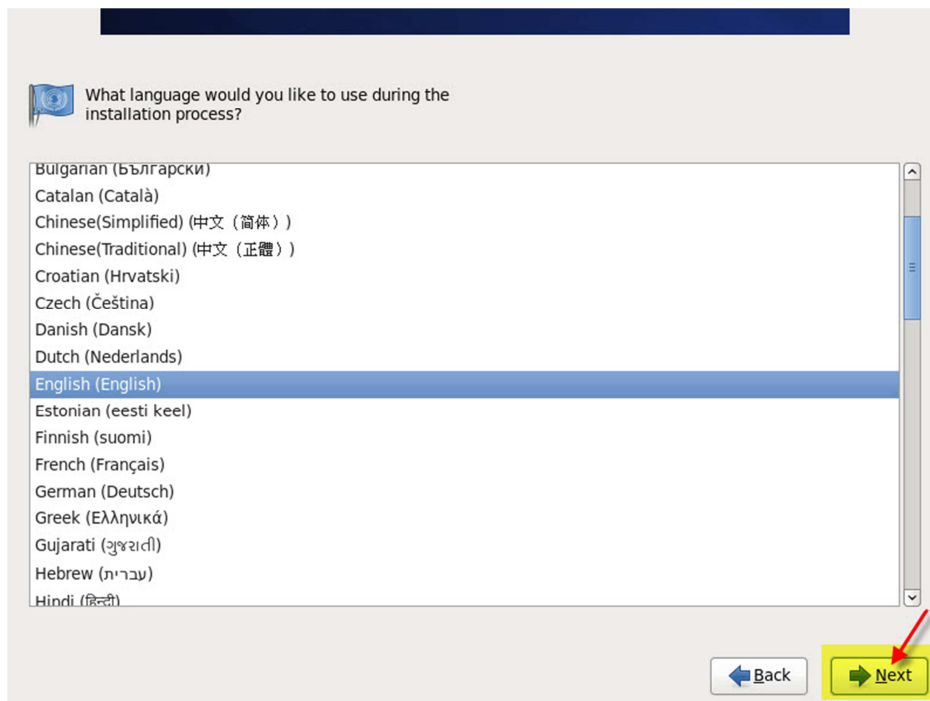 What language would you like to use during the
installation process?
Bulgarian (Български)
Catalan (Català)
Chinese(Simplified) (中文（简体）)
Chinese(Traditional) (中文（正體）)
Croatian (Hrvatski)
Czech (Čeština)
Danish (Dansk)
Dutch (Nederlands)
English (English)
Estonian (eesti keel)
Finnish (suomi)
French (Français)
German (Deutsch)
Greek (Ελληνικά)
Gujarati (ગુજરાતી)
Hebrew (עברית)
Hindi (हिन्दी)
Back
Next